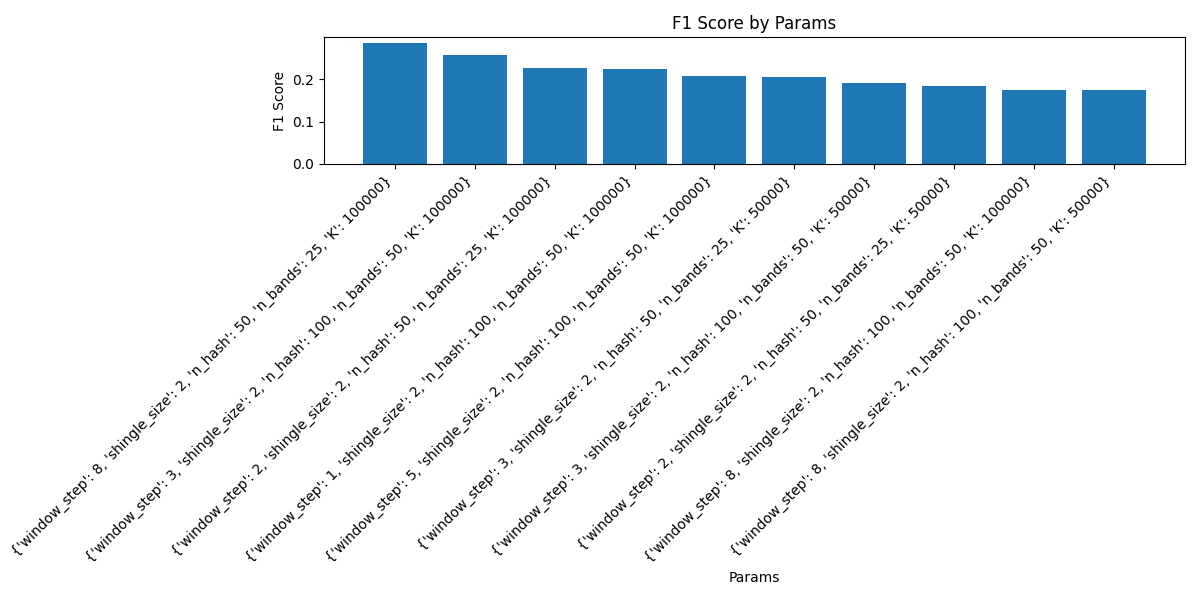 F1 Score by Params
F1 Score
0.2
0.1
0.0
{'window_step': 8, 'shingle_size': 2, 'n_hash': 50, 'n_bands': 25, 'K': 100000}
{'window_step': 3, 'shingle_size': 2, 'n_hash': 100, 'n_bands': 50, 'K': 100000}
{'window_step': 2, 'shingle_size': 2, 'n_hash': 50, 'n_bands': 25, 'K': 100000}
{'window_step': 1, 'shingle_size': 2, 'n_hash': 100, 'n_bands': 50, 'K': 100000}
{'window_step': 5, 'shingle_size': 2, 'n_hash': 100, 'n_bands': 50, 'K': 100000}
{'window_step': 3, 'shingle_size': 2, 'n_hash': 50, 'n_bands': 25, 'K': 50000}
{'window_step': 3, 'shingle_size': 2, 'n_hash': 100, 'n_bands': 50, 'K': 50000}
{'window_step': 2, 'shingle_size': 2, 'n_hash': 50, 'n_bands': 25, 'K': 50000}
{'window_step': 8, 'shingle_size': 2, 'n_hash': 100, 'n_bands': 50, 'K': 100000}
{'window_step': 8, 'shingle_size': 2, 'n_hash': 100, 'n_bands': 50, 'K': 50000}
Params